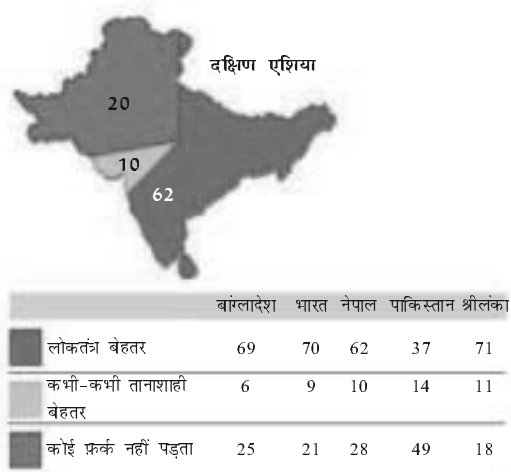 दक्षिण एशिया
20
10
62
बांग्लादेश भारत नेपाल पाकिस्तान श्रीलंका
लोकतंत्र बेहतर 69 70 62 37 71
कभी-कभी तानाशाही 6 9 10 14 11
बेहतर
कोई फ़र्क नहीं पड़ता 25 21 28 49 18